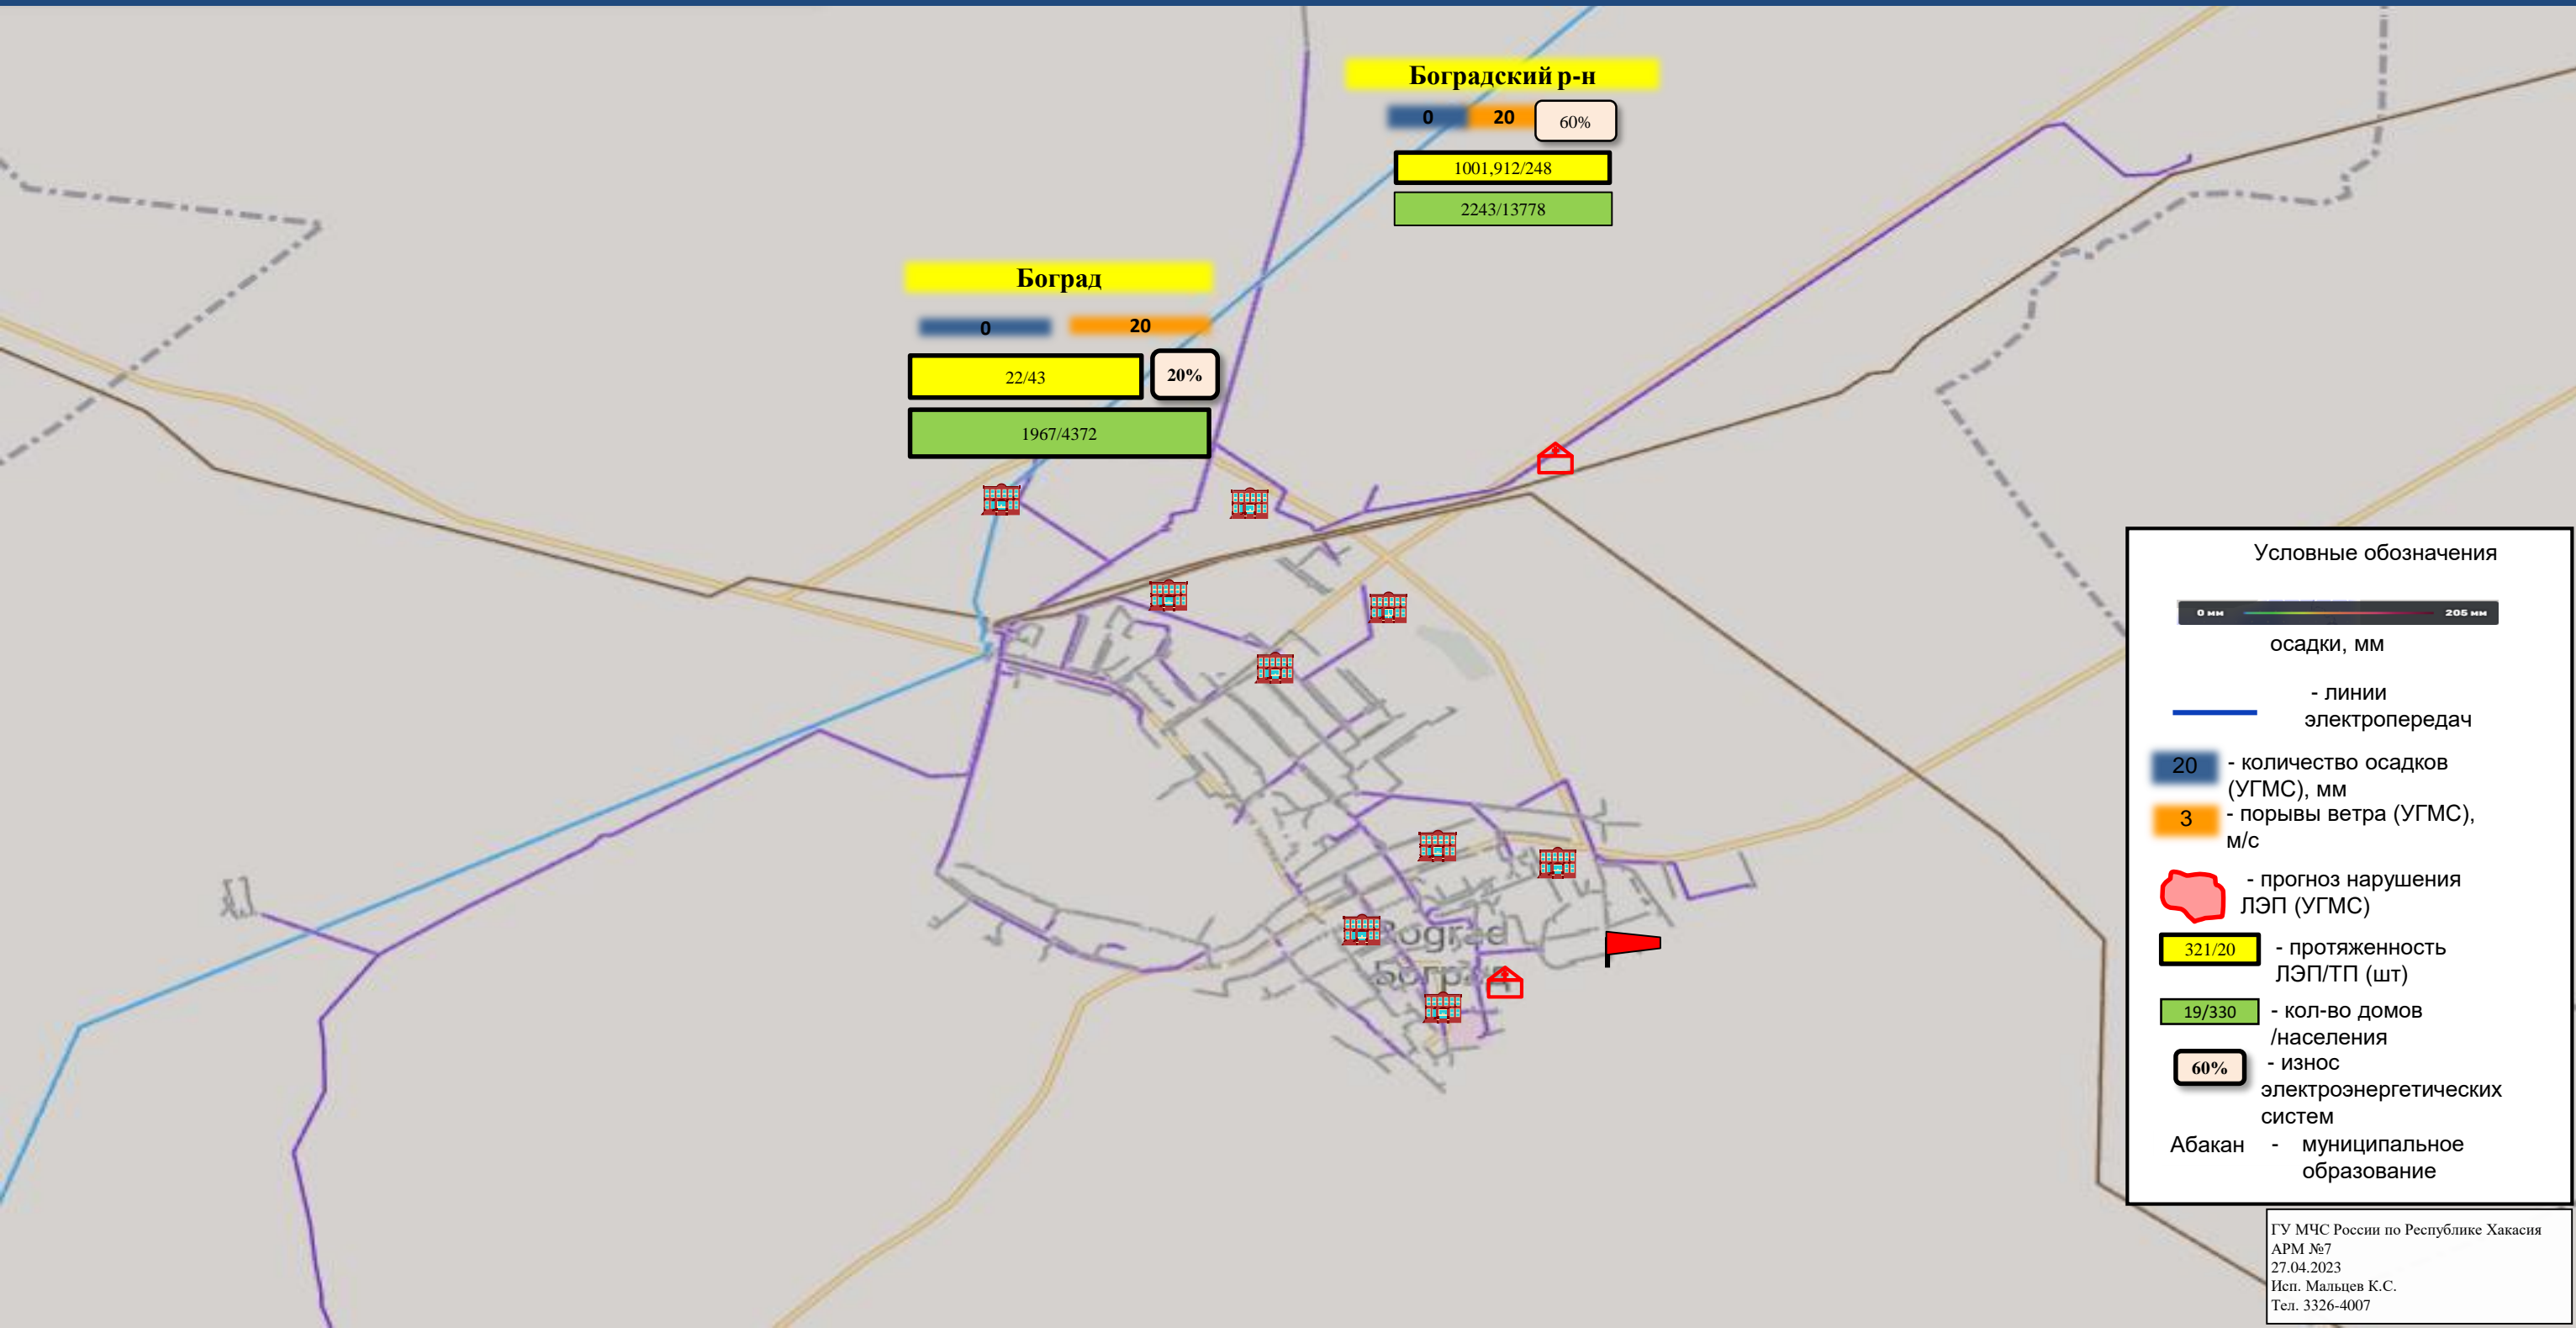 Боградский р-н
0 20 60%
1001,912/248
2243/13778
Боград
0 20
22/43 20%
1967/4372
Bograd
Боград
Условные обозначения
0 мм 205 мм
осадки, мм
- линии
электропередач
20 - количество осадков
(УГМС), мм
3 - порывы ветра (УГМС),
м/с
- прогноз нарушения
ЛЭП (УГМС)
321/20 - протяженность
ЛЭП/ТП (шт)
19/330 - кол-во домов
/населения
60% - износ
электроэнергетических
систем
Абакан - муниципальное
образование
ГУ МЧС России по Республике Хакасия
АРМ №7
27.04.2023
Исп. Мальцев К.С.
Тел. 3326-4007